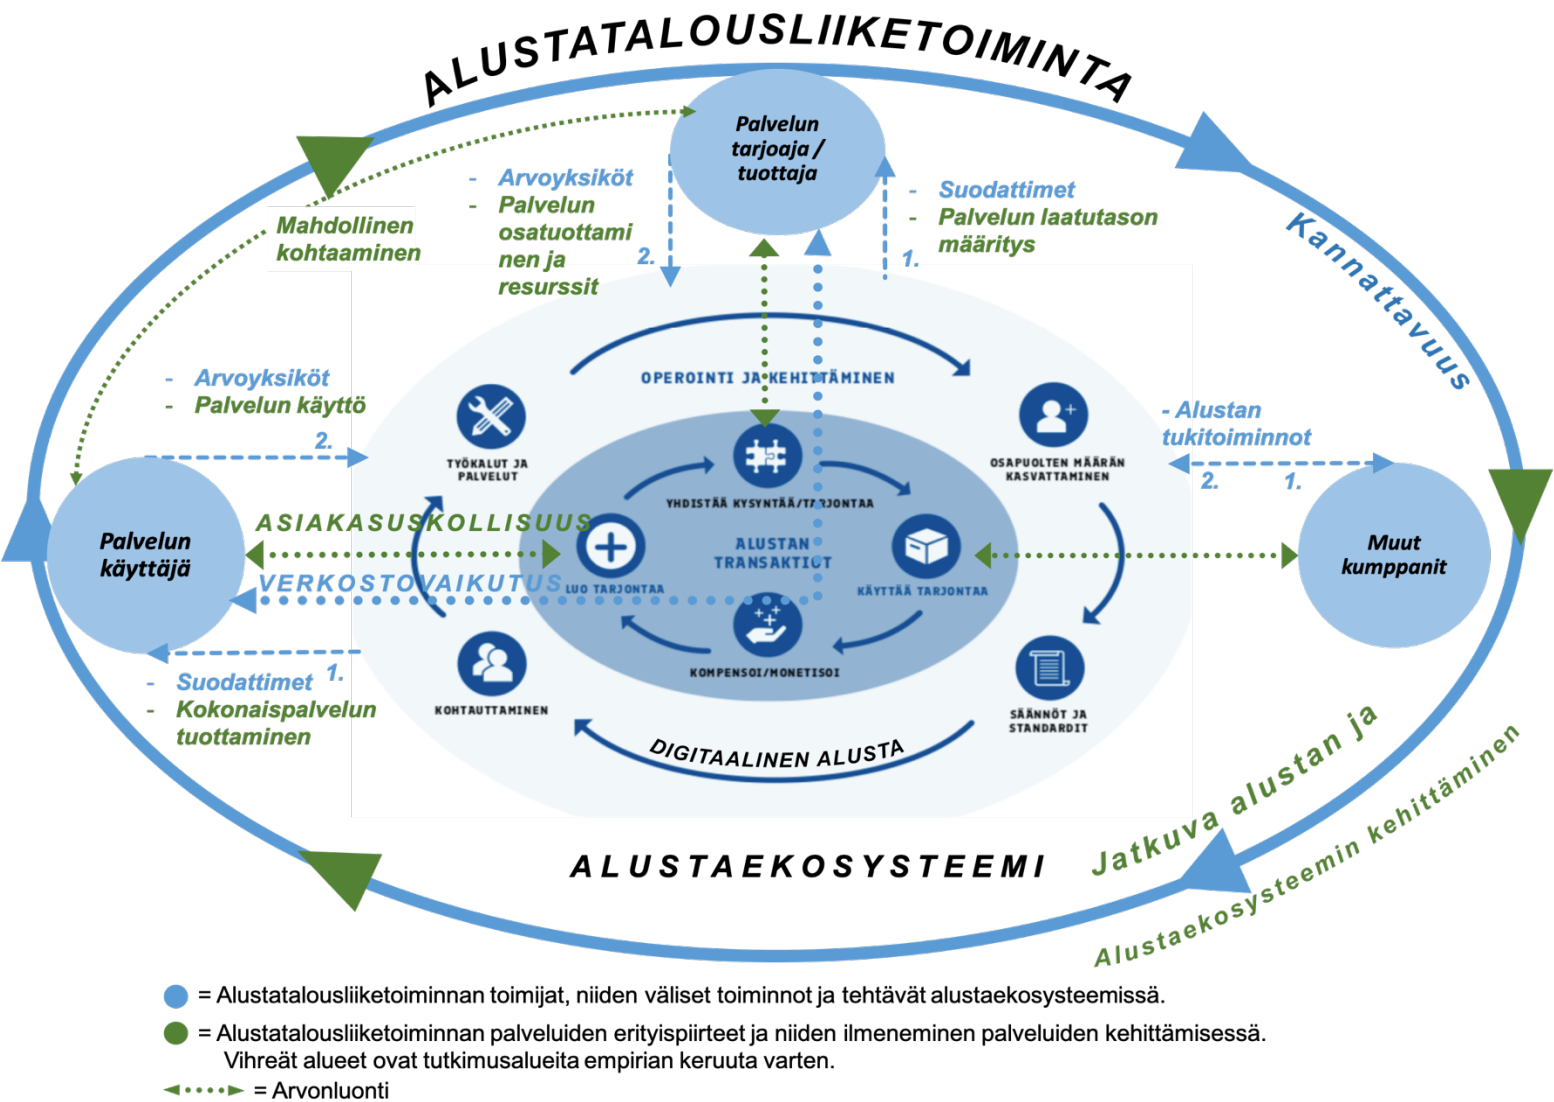 ALUSTATALOUSLIIKETOIMINTA
Palvelun
tarjoaja /
tuottaja
- Arvoyksiköt
- Palvelun
osatuottami
nen ja
resurssit
2.
- Suodattimet
- Palvelun laatutason
määritys
1.
Mahdollinen
kohtaaminen
Kannattavuus
OPEROINTI JA KEHITTÄMINEN
- Arvoyksiköt
- Palvelun käyttö
2.
- Alustan
tukitoiminnot
2.
1.
TYÖKALUT JA
PALVELUT
OSAPUOLTEN MÄÄRÄN
KASVATTAMINEN
YHDISTÄÄ KYSYNTÄÄ/TARJONTAA
Palvelun
käyttäjä
ASIAKASUSKOLLISUUS
VERKOSTOVAIKUTUS
ALUSTAN
TRANSAKTIOT
LUO TARJONTAA
KÄYTTÄÄ TARJONTAA
Muut
kumppanit
KOMPENSOI/MONETISOI
1.
- Suodattimet
- Kokonaispalvelun
tuottaminen
KOHTAUTTAMINEN
SÄÄNNÖT JA
STANDARDIT
DIGITAALINEN ALUSTA
ALUSTAEKOSYSTEEMI
Jatkuva alustan ja
Alustaekosysteemin kehittäminen
= Alustatalousliiketoiminnan toimijat, niiden väliset toiminnot ja tehtävät alustaekosysteemissä.
= Alustatalousliiketoiminnan palveluiden erityispiirteet ja niiden ilmeneminen palveluiden kehittämisessä.
Vihreät alueet ovat tutkimusalueita empirian keruuta varten.
= Arvonluonti